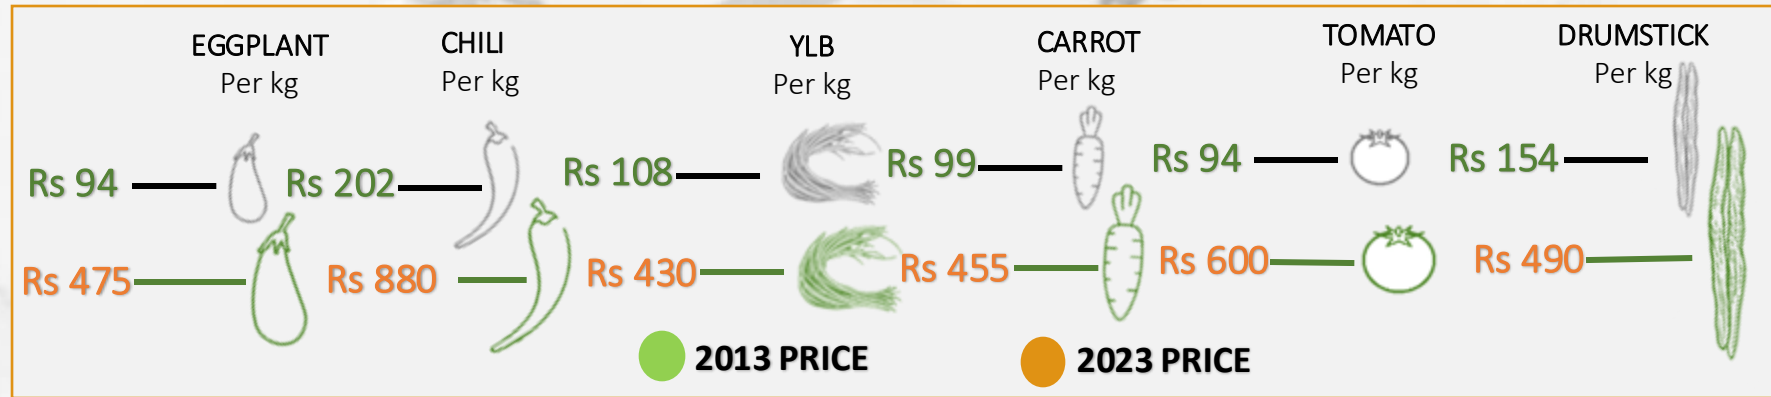 EGGPLANT
Per kg
CHILI
Per kg
YLB
Per kg
CARROT
Per kg
TOMATO
Per kg
DRUMSTICK
Per kg
Rs 94
Rs 202
Rs 108
Rs 99
Rs 94
Rs 154
Rs 475
Rs 880
Rs 430
Rs 455
Rs 600
Rs 490
2013 PRICE
2023 PRICE